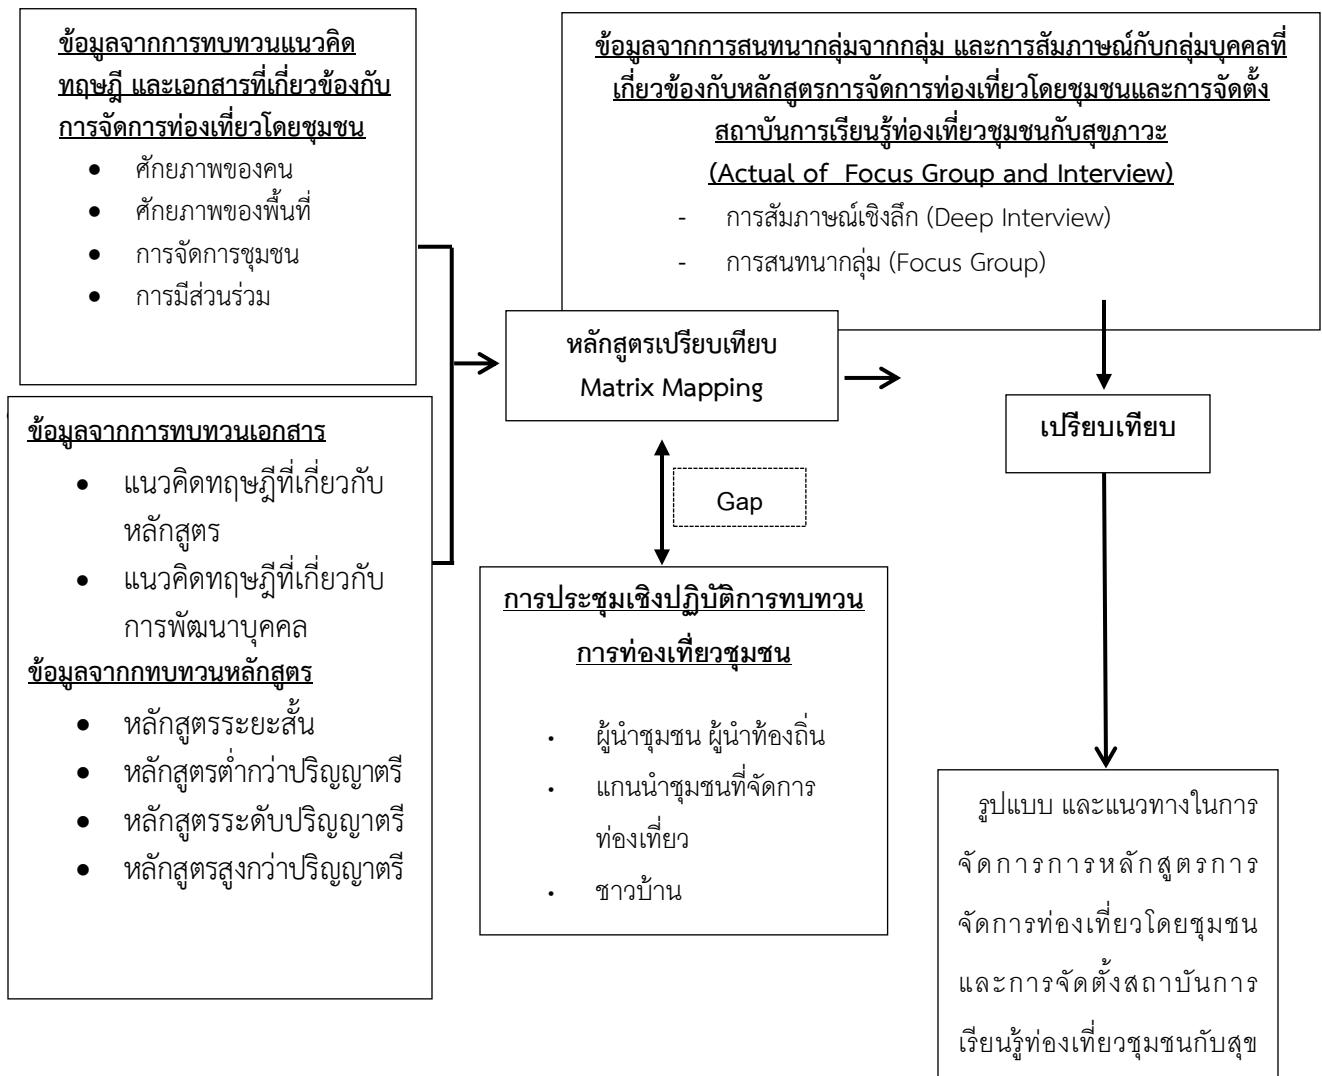 ข้อมูลจากการทบทวนแนวคิด
ทฤษฎี และเอกสารที่เกี่ยวข้องกับ
การจัดการท่องเที่ยวโดยชุมชน
● ศักยภาพของคน
● ศักยภาพของพื้นที่
● การจัดการชุมชน
● การมีส่วนร่วม
ข้อมูลจากการสนทนากลุ่มจากกลุ่ม และการสัมภาษณ์กับกลุ่มบุคคลที่
เกี่ยวข้องกับหลักสูตรการจัดการท่องเที่ยวโดยชุมชนและการจัดตั้ง
สถาบันการเรียนรู้ท่องเที่ยวชุมชนกับสุขภาวะ
(Actual of Focus Group and Interview)
- การสัมภาษณ์เชิงลึก (Deep Interview)
- การสนทนากลุ่ม (Focus Group)
หลักสูตรเปรียบเทียบ
Matrix Mapping
เปรียบเทียบ
ข้อมูลจากการทบทวนเอกสาร
● แนวคิดทฤษฎีที่เกี่ยวกับ
หลักสูตร
● แนวคิดทฤษฎีที่เกี่ยวกับ
การพัฒนาบุคคล
ข้อมูลจากกทบทวนหลักสูตร
● หลักสูตรระยะสั้น
● หลักสูตรต่ำกว่าปริญญาตรี
● หลักสูตรระดับปริญญาตรี
● หลักสูตรสูงกว่าปริญญาตรี
Gap
การประชุมเชิงปฏิบัติการทบทวน
การท่องเที่ยวชุมชน
• ผู้นำชุมชน ผู้นำท้องถิ่น
• แกนนำชุมชนที่จัดการ
ท่องเที่ยว
• ชาวบ้าน
รูปแบบ และแนวทางในการ
จัดการการหลักสูตรการ
จัดการท่องเที่ยวโดยชุมชน
และการจัดตั้งสถาบันการ
เรียนรู้ท่องเที่ยวชุมชนกับสุข